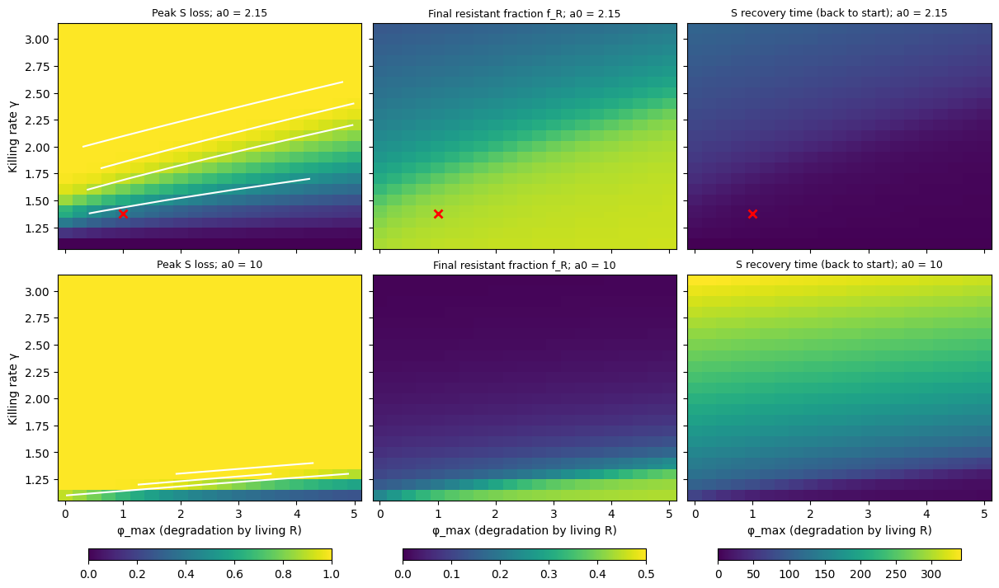 Peak S loss; a0 = 2.15
Final resistant fraction f_R; a0 = 2.15
S recovery time (back to start); a0 = 2.15
Killing rate γ
3.00
2.75
2.50
2.25
2.00
1.75
1.50
1.25
Peak S loss; a0 = 10
Final resistant fraction f_R; a0 = 10
S recovery time (back to start); a0 = 10
Killing rate γ
3.00
2.75
2.50
2.25
2.00
1.75
1.50
1.25
0 1 2 3 4 5
0 1 2 3 4 5
0 1 2 3 4 5
φ_max (degradation by living R)
φ_max (degradation by living R)
φ_max (degradation by living R)
0.0 0.2 0.4 0.6 0.8 1.0
0.0 0.1 0.2 0.3 0.4 0.5
0 50 100 150 200 250 300